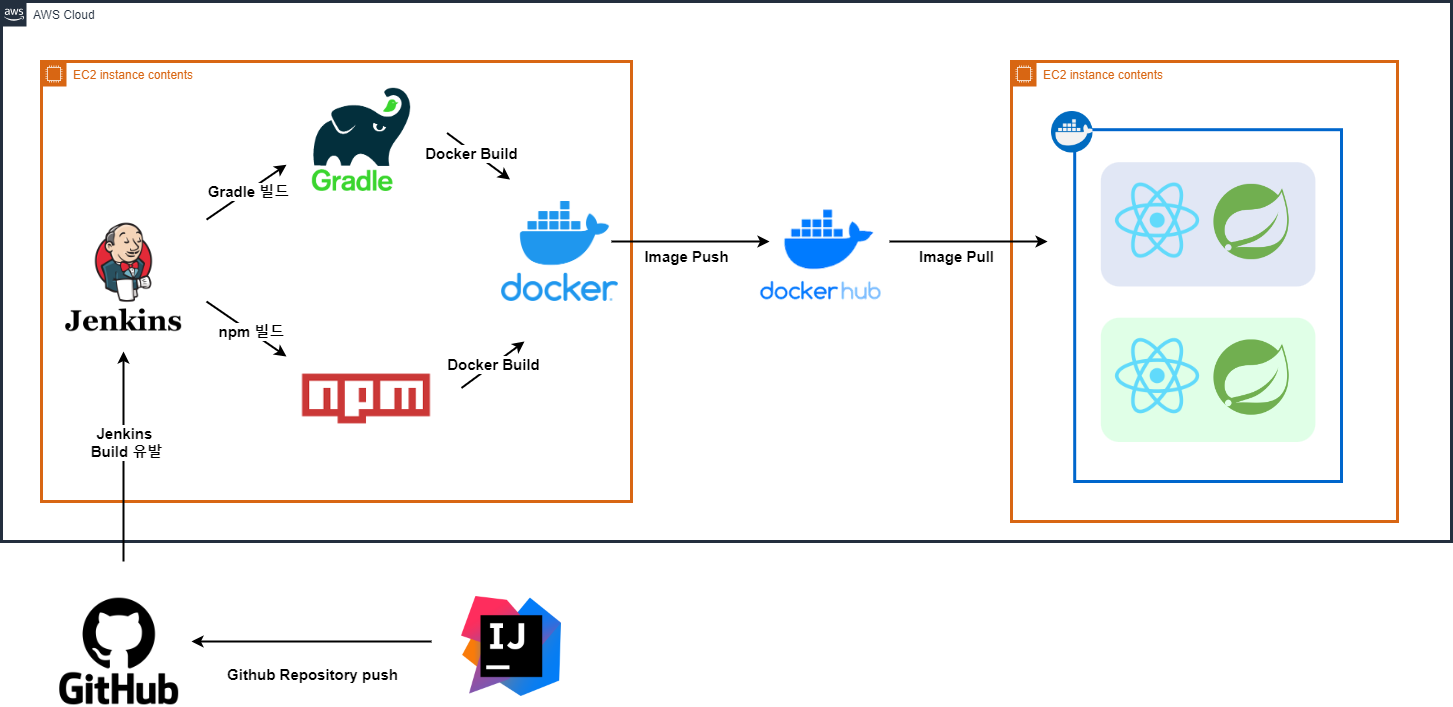 aws
AWS Cloud
EC2 instance contents
EC2 instance contents
Gradle
Docker Build
Gradle 빌드
Jenkins
docker
Image Push
docker hub
Image Pull
npm 빌드
Docker Build
npm
Jenkins
Build 유발
GitHub
Github Repository push
IJ